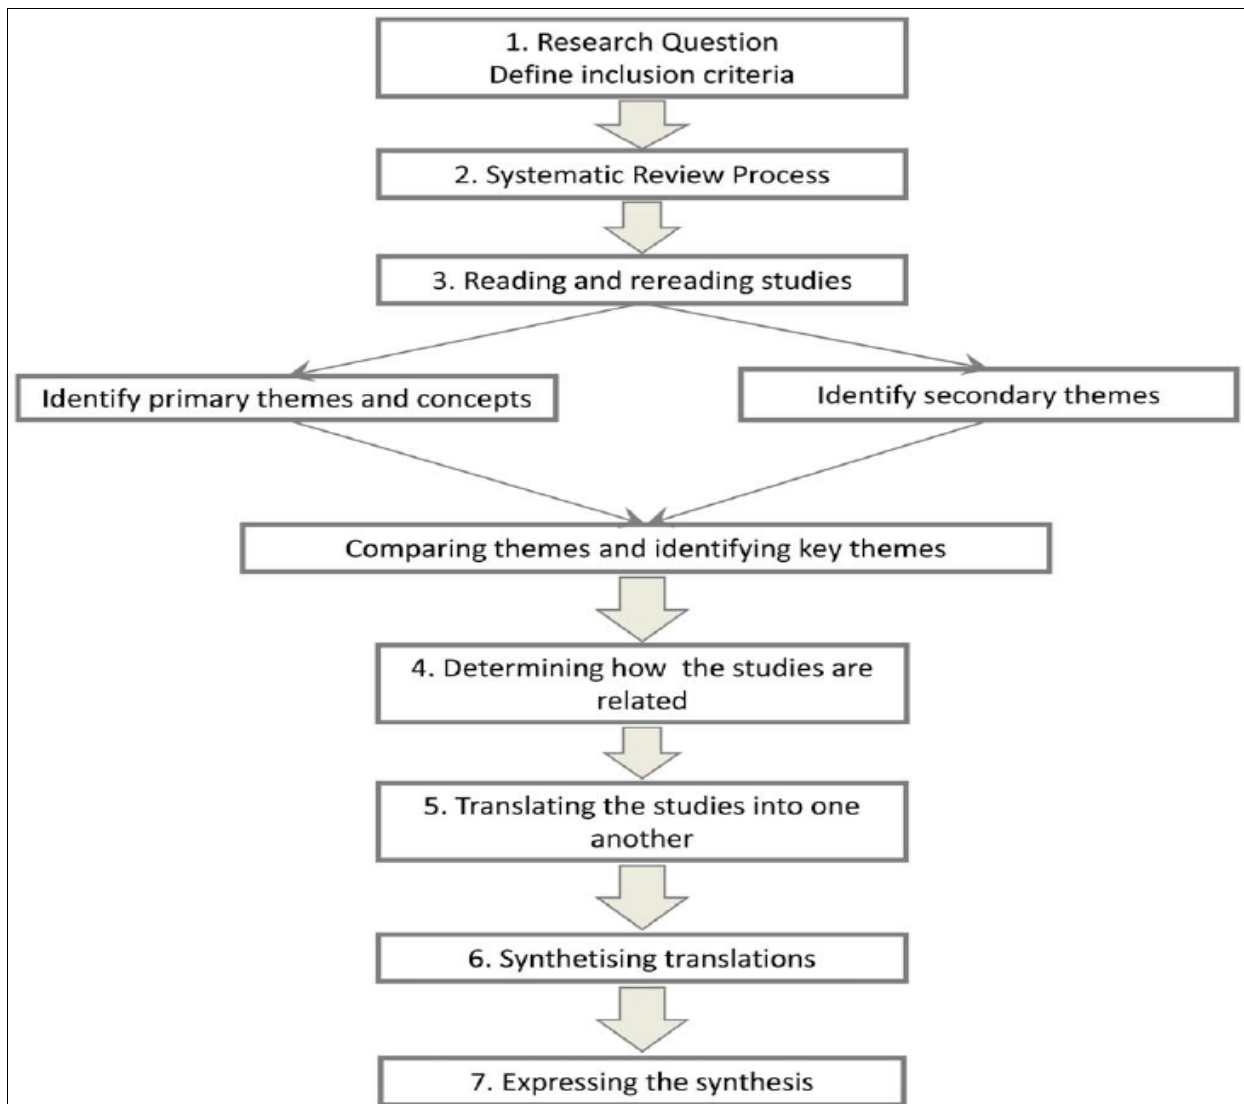 1. Research Question
Define inclusion criteria
2. Systematic Review Process
3. Reading and rereading studies
Identify primary themes and concepts
Identify secondary themes
Comparing themes and identifying key themes
4. Determining how the studies are
related
5. Translating the studies into one
another
6. Synthetising translations
7. Expressing the synthesis